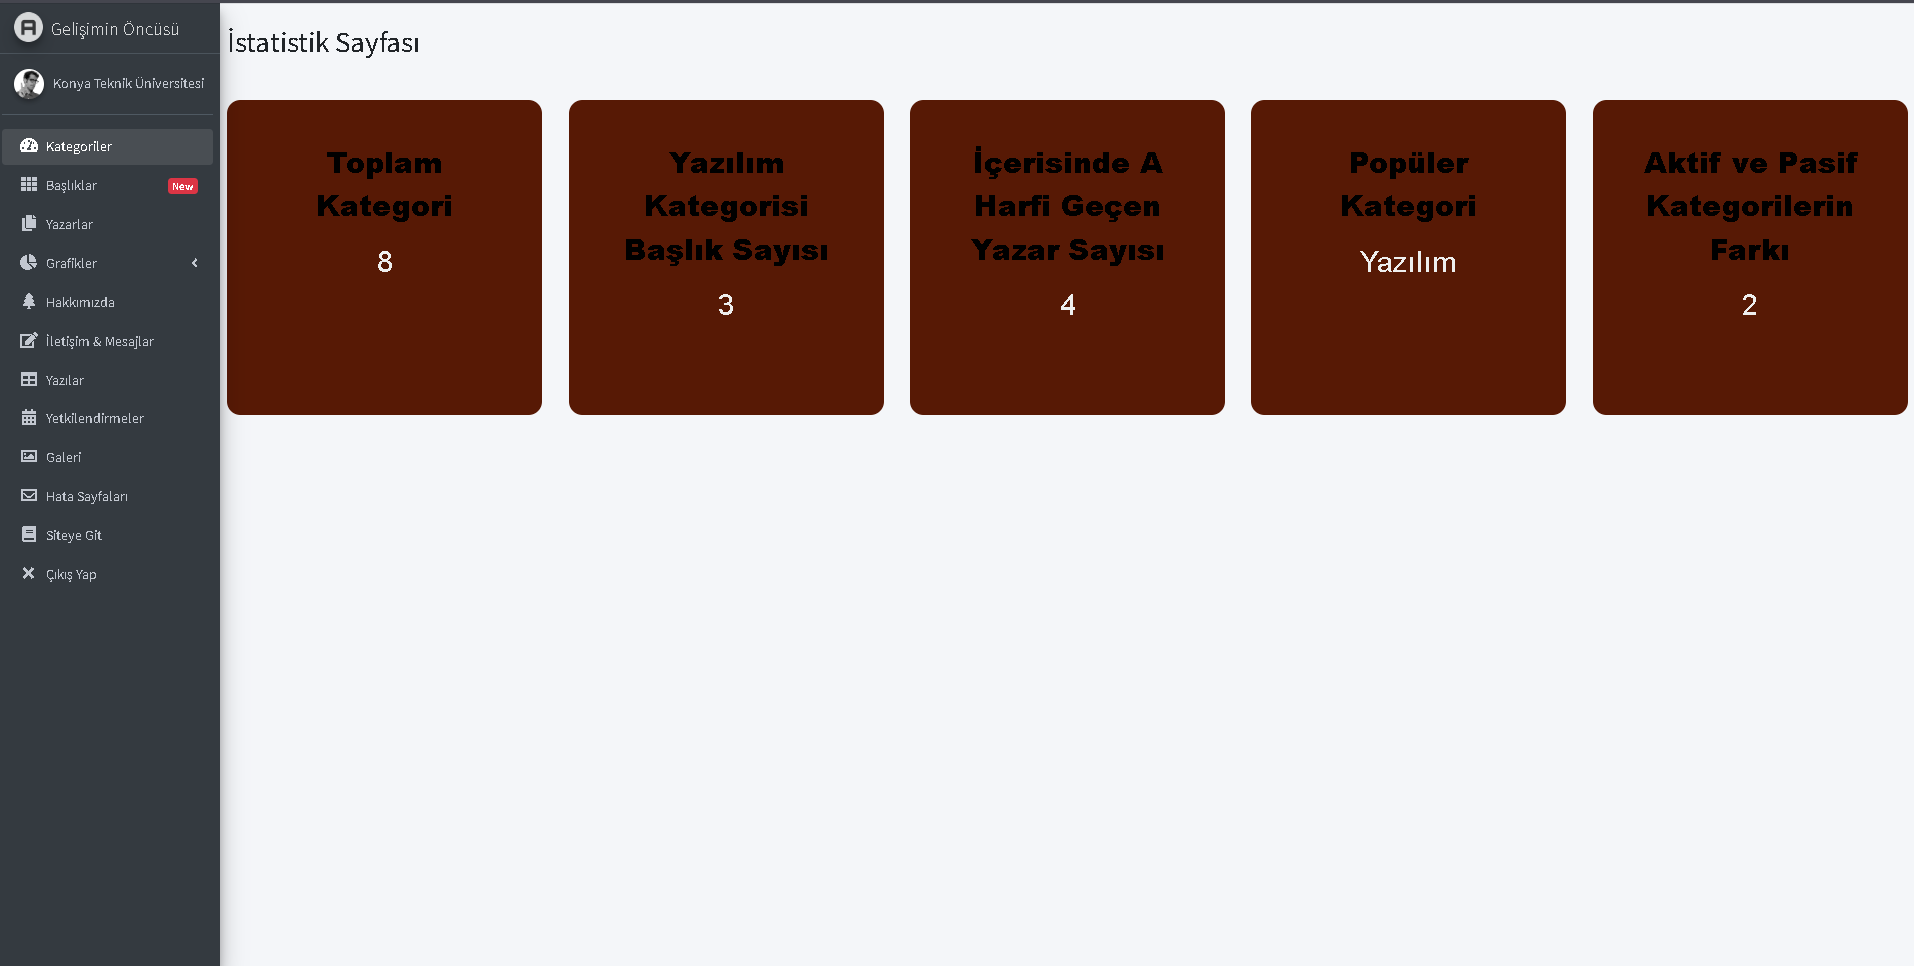 Gelişimin Öncüsü
Konya Teknik Üniversitesi
Kategoriler
Başlıklar New
Yazarlar
Grafikler
Hakkımızda
İletişim & Mesajlar
Yazılar
Yetkilendirmeler
Galeri
Hata Sayfaları
Siteye Git
Çıkış Yap
İstatistik Sayfası
Toplam
Kategori
8
Yazılım
Kategorisi
Başlık Sayısı
3
İçerisinde A
Harfi Geçen
Yazar Sayısı
4
Popüler
Kategori
Yazılım
Aktif ve Pasif
Kategorilerin
Farkı
2